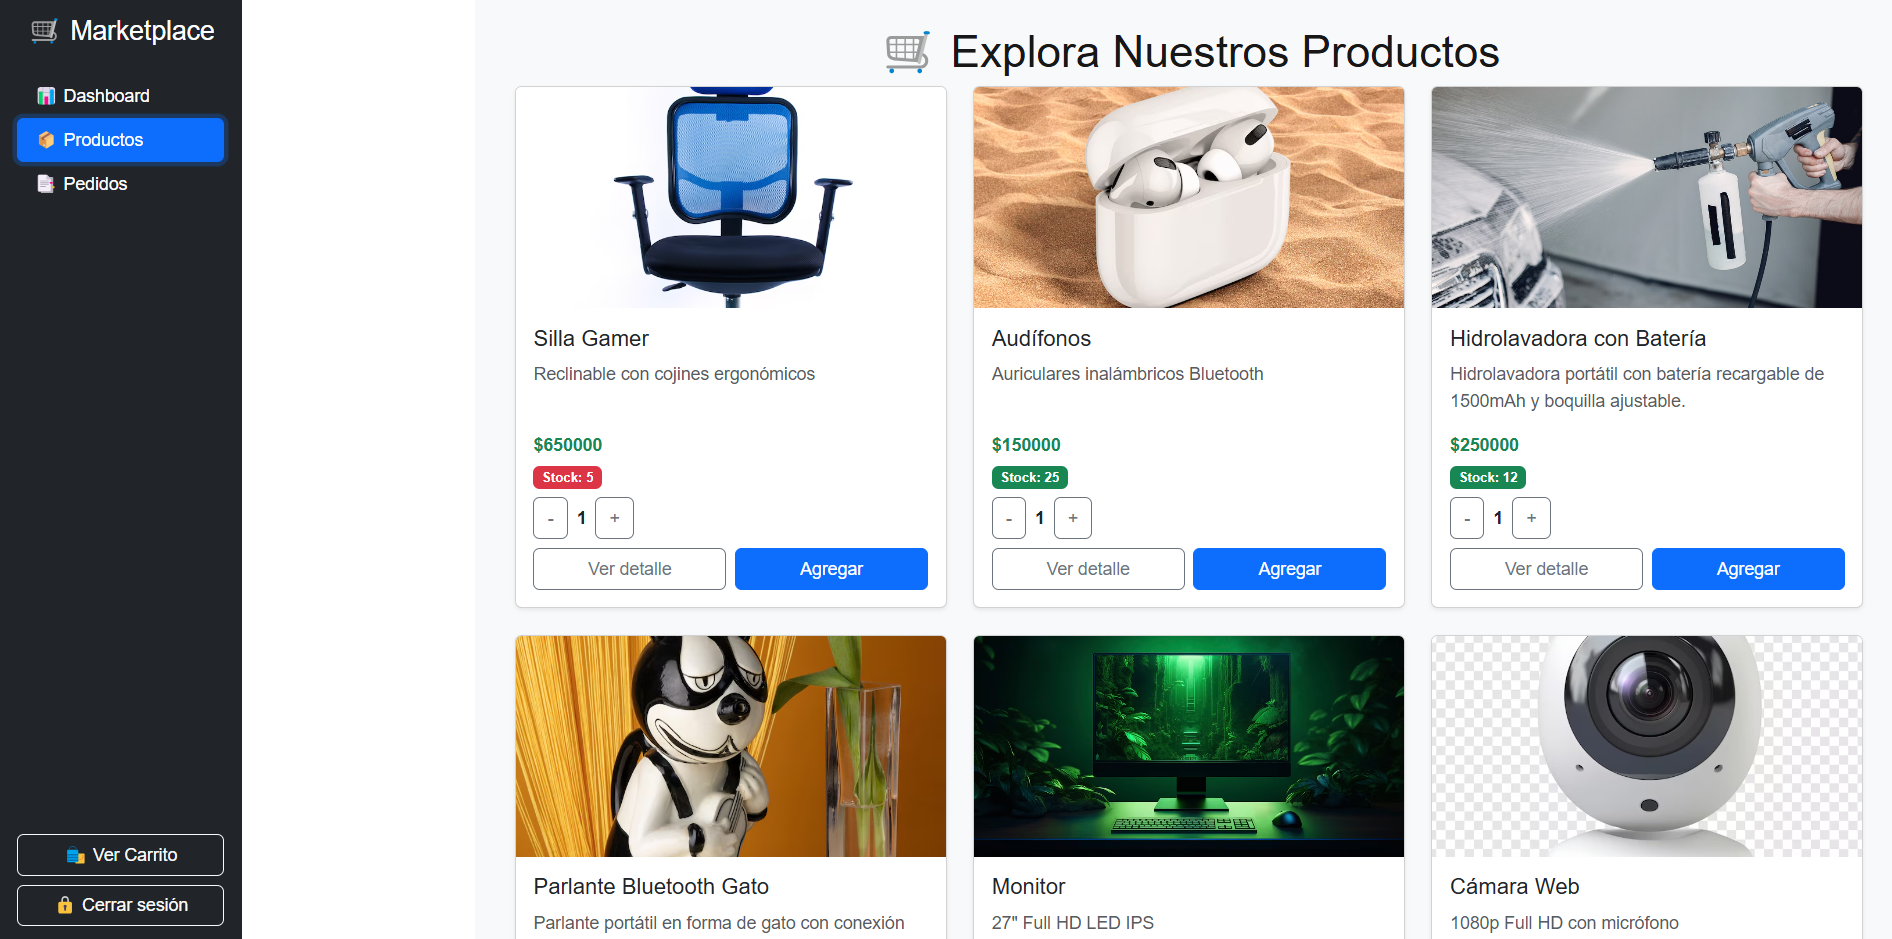 Marketplace
Dashboard
Productos
Pedidos
Ver Carrito
Cerrar sesión
Explora Nuestros Productos
Silla Gamer
Reclinable con cojines ergonómicos
$650000
Stock: 5
- 1 +
Ver detalle Agregar
Audífonos
Auriculares inalámbricos Bluetooth
$150000
Stock: 25
- 1 +
Ver detalle Agregar
Hidrolavadora con Batería
Hidrolavadora portátil con batería recargable de
1500mAh y boquilla ajustable.
$250000
Stock: 12
- 1 +
Ver detalle Agregar
Parlante Bluetooth Gato
Parlante portátil en forma de gato con conexión
Monitor
27" Full HD LED IPS
Cámara Web
1080p Full HD con micrófono